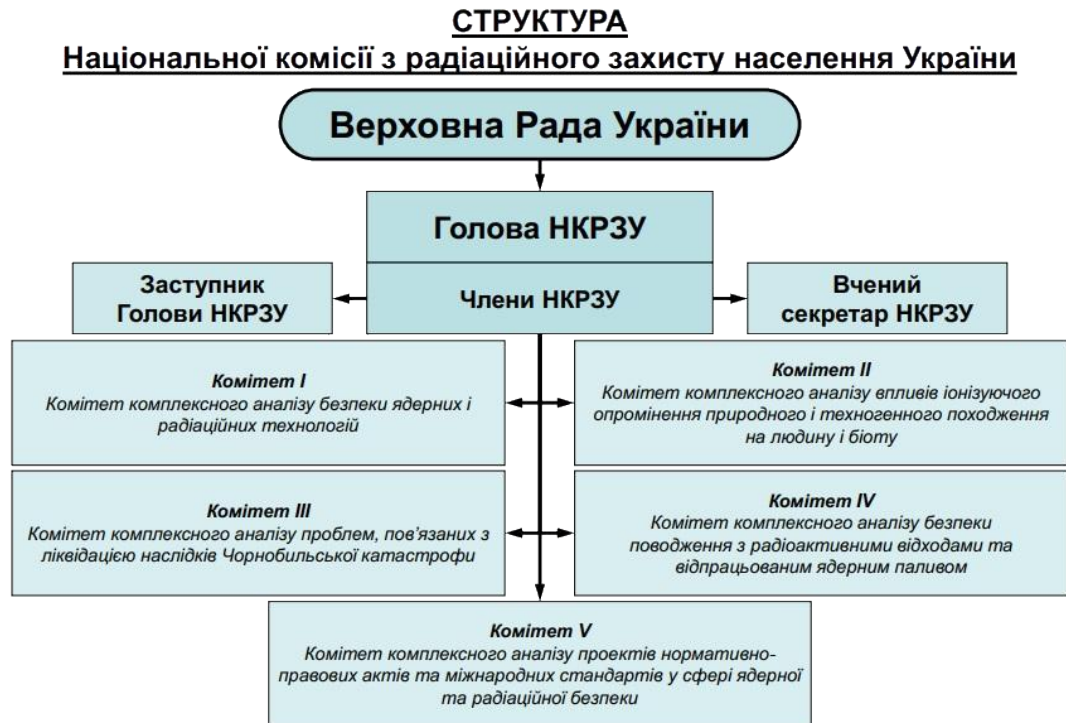 СТРУКТУРА
Національної комісії з радіаційного захисту населення України
Верховна Рада України
Голова НКРЗУ
Заступник
Голови НКРЗУ
Члени НКРЗУ
Вчений
секретар НКРЗУ
Комітет I
Комітет комплексного аналізу безпеки ядерних і
радіаційних технологій
Комітет II
Комітет комплексного аналізу впливів іонізуючого
опромінення природного і техногенного походження
на людину і біоту
Комітет III
Комітет комплексного аналізу проблем, пов’язаних з
ліквідацією наслідків Чорнобильської катастрофи
Комітет IV
Комітет комплексного аналізу безпеки
поводження з радіоактивними відходами та
відпрацьованим ядерним паливом
Комітет V
Комітет комплексного аналізу проектів нормативно-
правових актів та міжнародних стандартів у сфері ядерної
та радіаційної безпеки